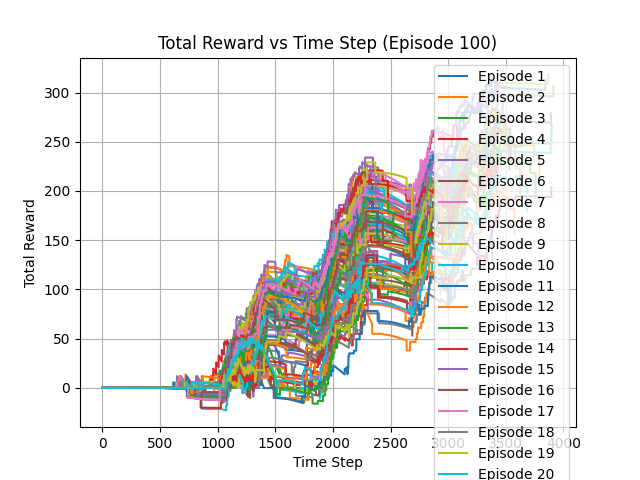 Total Reward vs Time Step (Episode 100)
Total Reward
300
250
200
150
100
50
0
0 500 1000 1500 2000 2500 3000 3500 4000
Time Step
Episode 1
Episode 2
Episode 3
Episode 4
Episode 5
Episode 6
Episode 7
Episode 8
Episode 9
Episode 10
Episode 11
Episode 12
Episode 13
Episode 14
Episode 15
Episode 16
Episode 17
Episode 18
Episode 19
Episode 20